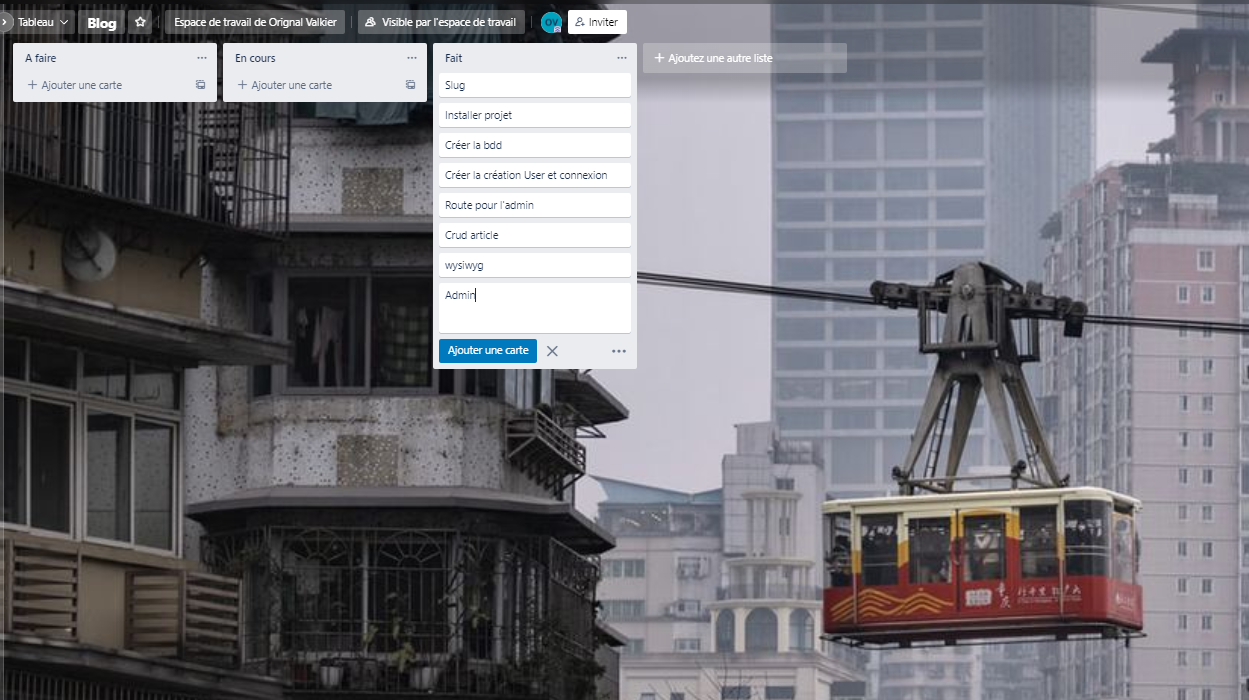 Tableau
Blog
Espace de travail de Orignal Valkier
Visible par l'espace de travail
OV
Inviter
A faire
Ajouter une carte
En cours
Ajouter une carte
Fait
Slug
Installer projet
Créer la bdd
Créer la création User et connexion
Route pour l'admin
Crud article
wysiwyg
Admin
Ajouter une carte
Ajoutez une autre liste
重庆